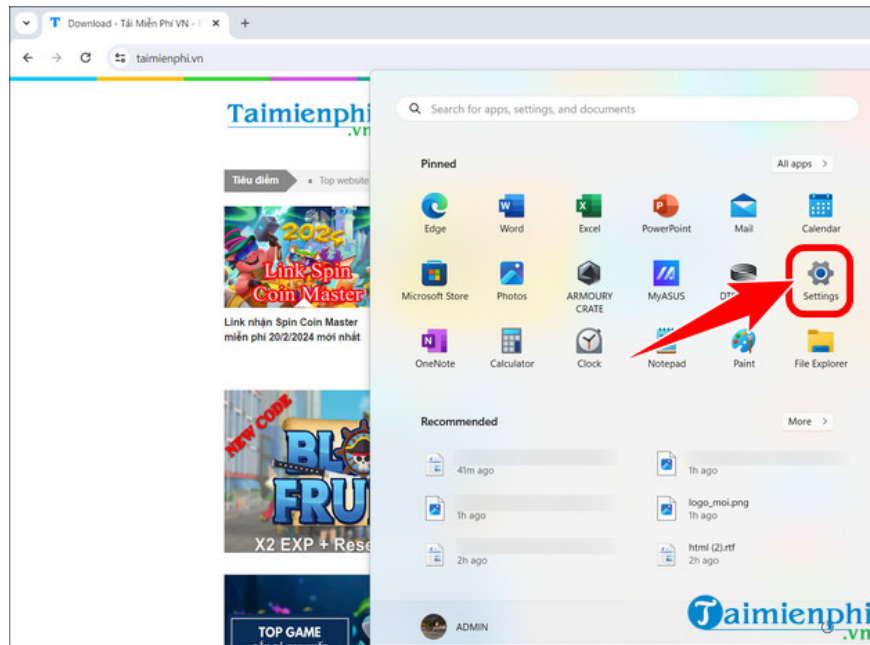 Download - Tải Miễn Phí VN -
taimienphi.vn
Taimienphi
.vn
Tiêu điểm
Top website
2024
Link Spin
Coin Master
Link nhận Spin Coin Master
miễn phí 20/2/2024 mới nhất
NEW CODE
X2 EXP + Rese
TOP GAME
Search for apps, settings, and documents
Pinned
All apps >
Edge
Word
Excel
PowerPoint
Mail
Calendar
Microsoft Store
Photos
ARMOURY
CRATE
MyASUS
Settings
OneNote
Calculator
Clock
Notepad
Paint
File Explorer
Recommended
More >
41m ago
1h ago
1h ago
logo_moi.png
1h ago
2h ago
html (2).rtf
2h ago
ADMIN
Taimienphi
.vn